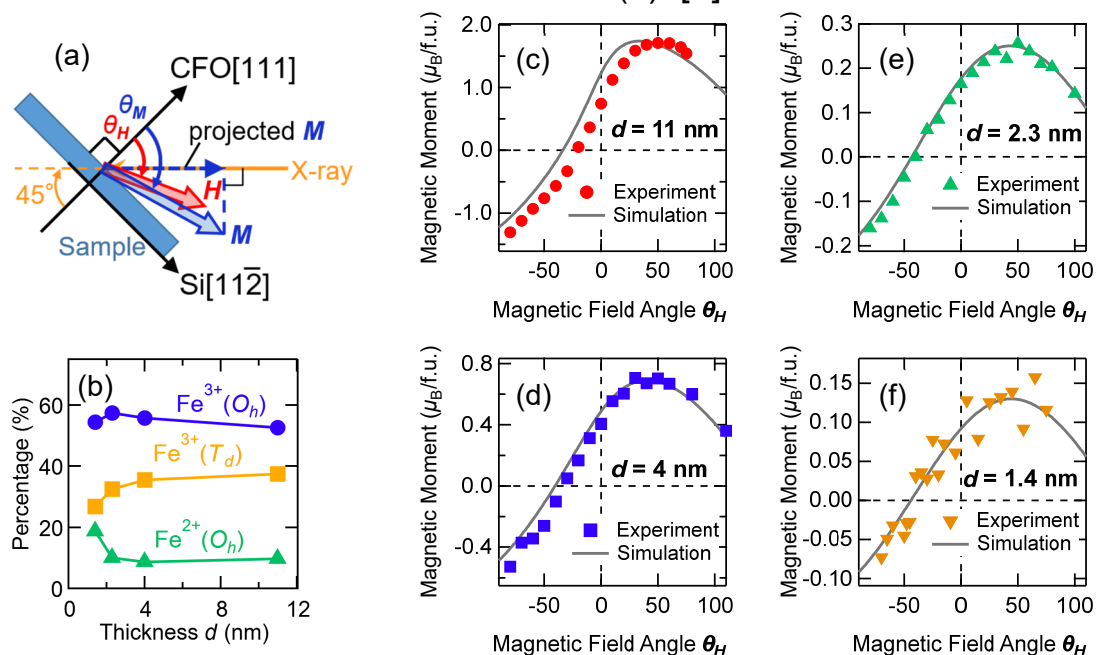 (a)
CFO[111]
θM
θH
projected M
X-ray
45°
H
M
Sample
Si[112̅]
(b)
Fe³⁺(Oh)
Fe³⁺(Td)
Fe²⁺(Oh)
Percentage (%)
60
40
20
0
0 4 8 12
Thickness d (nm)
(c)
d = 11 nm
Experiment
Simulation
Magnetic Moment (μB/f.u.)
2.0
1.0
0.0
-1.0
-50 0 50 100
Magnetic Field Angle θH
(d)
d = 4 nm
Experiment
Simulation
Magnetic Moment (μB/f.u.)
0.8
0.4
0.0
-0.4
-50 0 50 100
Magnetic Field Angle θH
(e)
d = 2.3 nm
Experiment
Simulation
Magnetic Moment (μB/f.u.)
0.3
0.2
0.1
0.0
-0.1
-0.2
-50 0 50 100
Magnetic Field Angle θH
(f)
d = 1.4 nm
Experiment
Simulation
Magnetic Moment (μB/f.u.)
0.15
0.10
0.05
0.00
-0.05
-0.10
-50 0 50 100
Magnetic Field Angle θH